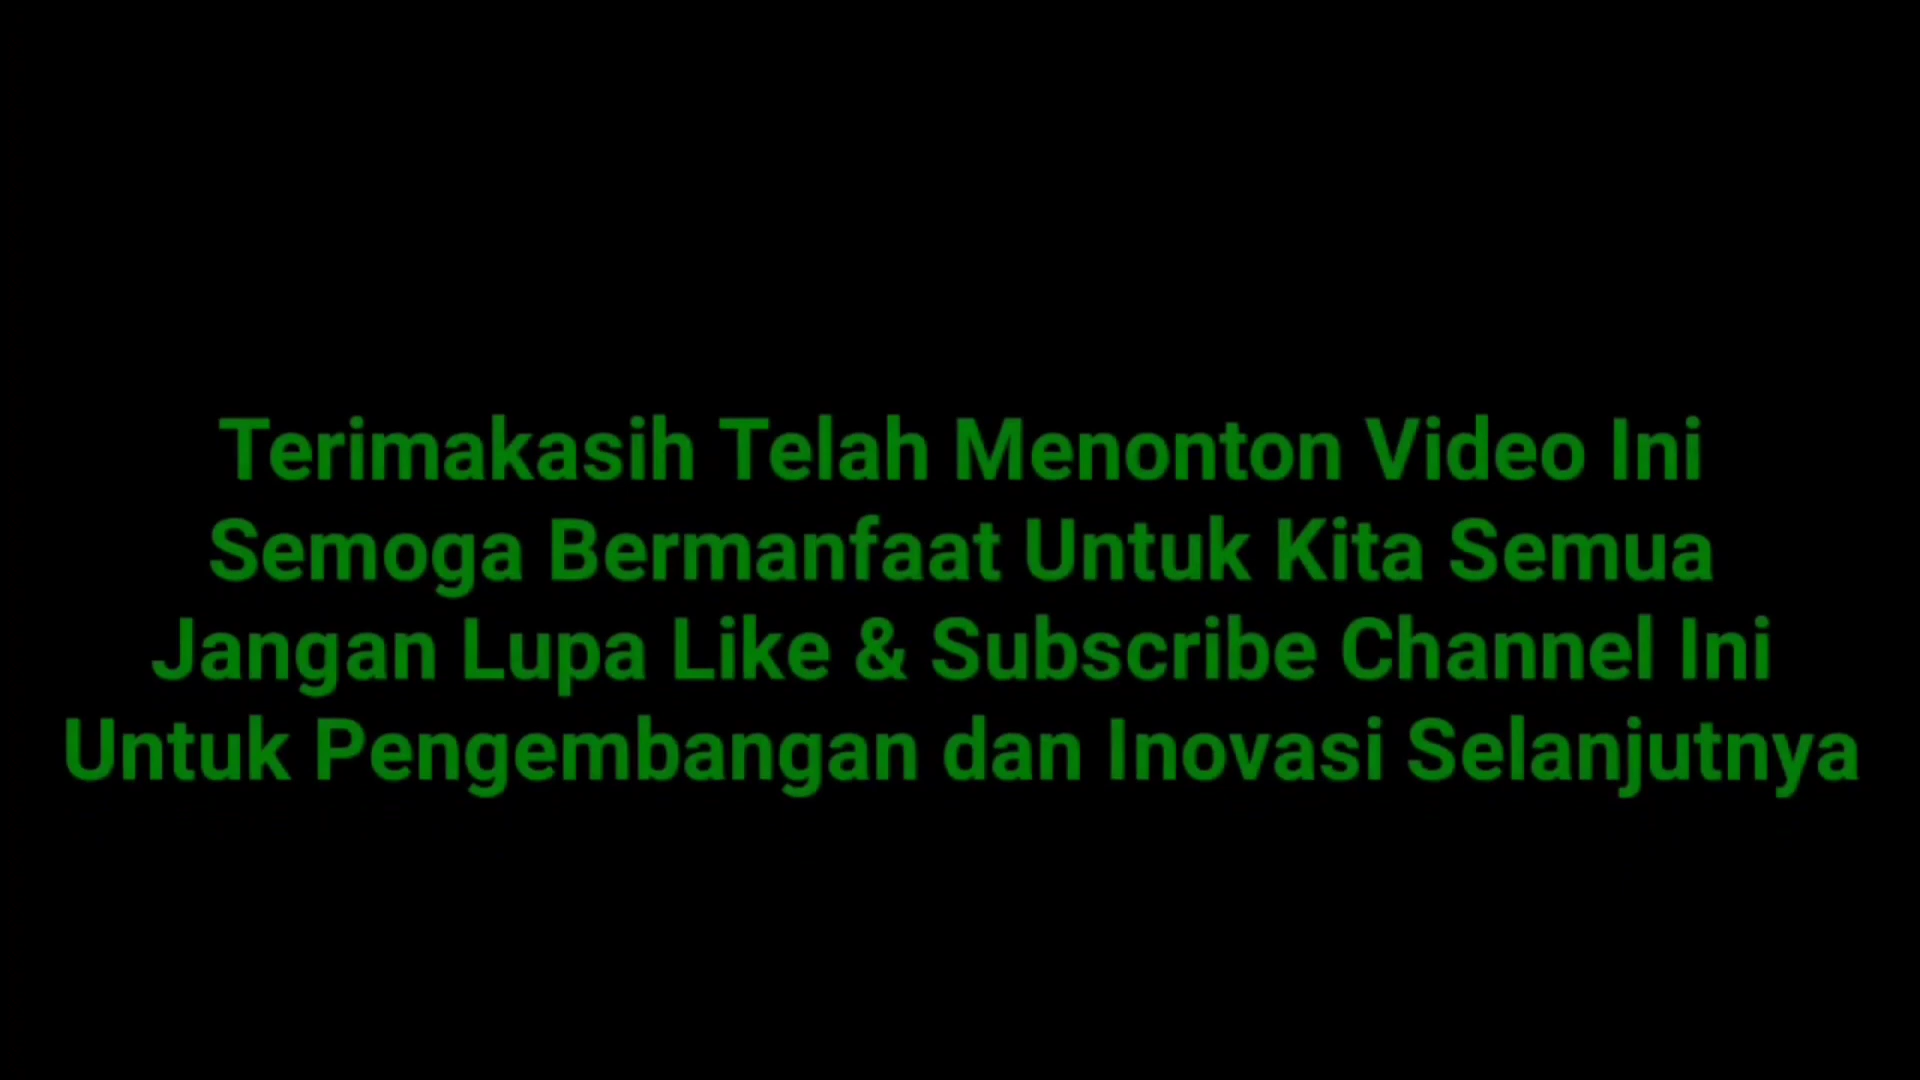 Terimakasih Telah Menonton Video Ini
Semoga Bermanfaat Untuk Kita Semua
Jangan Lupa Like & Subscribe Channel Ini
Untuk Pengembangan dan Inovasi Selanjutnya